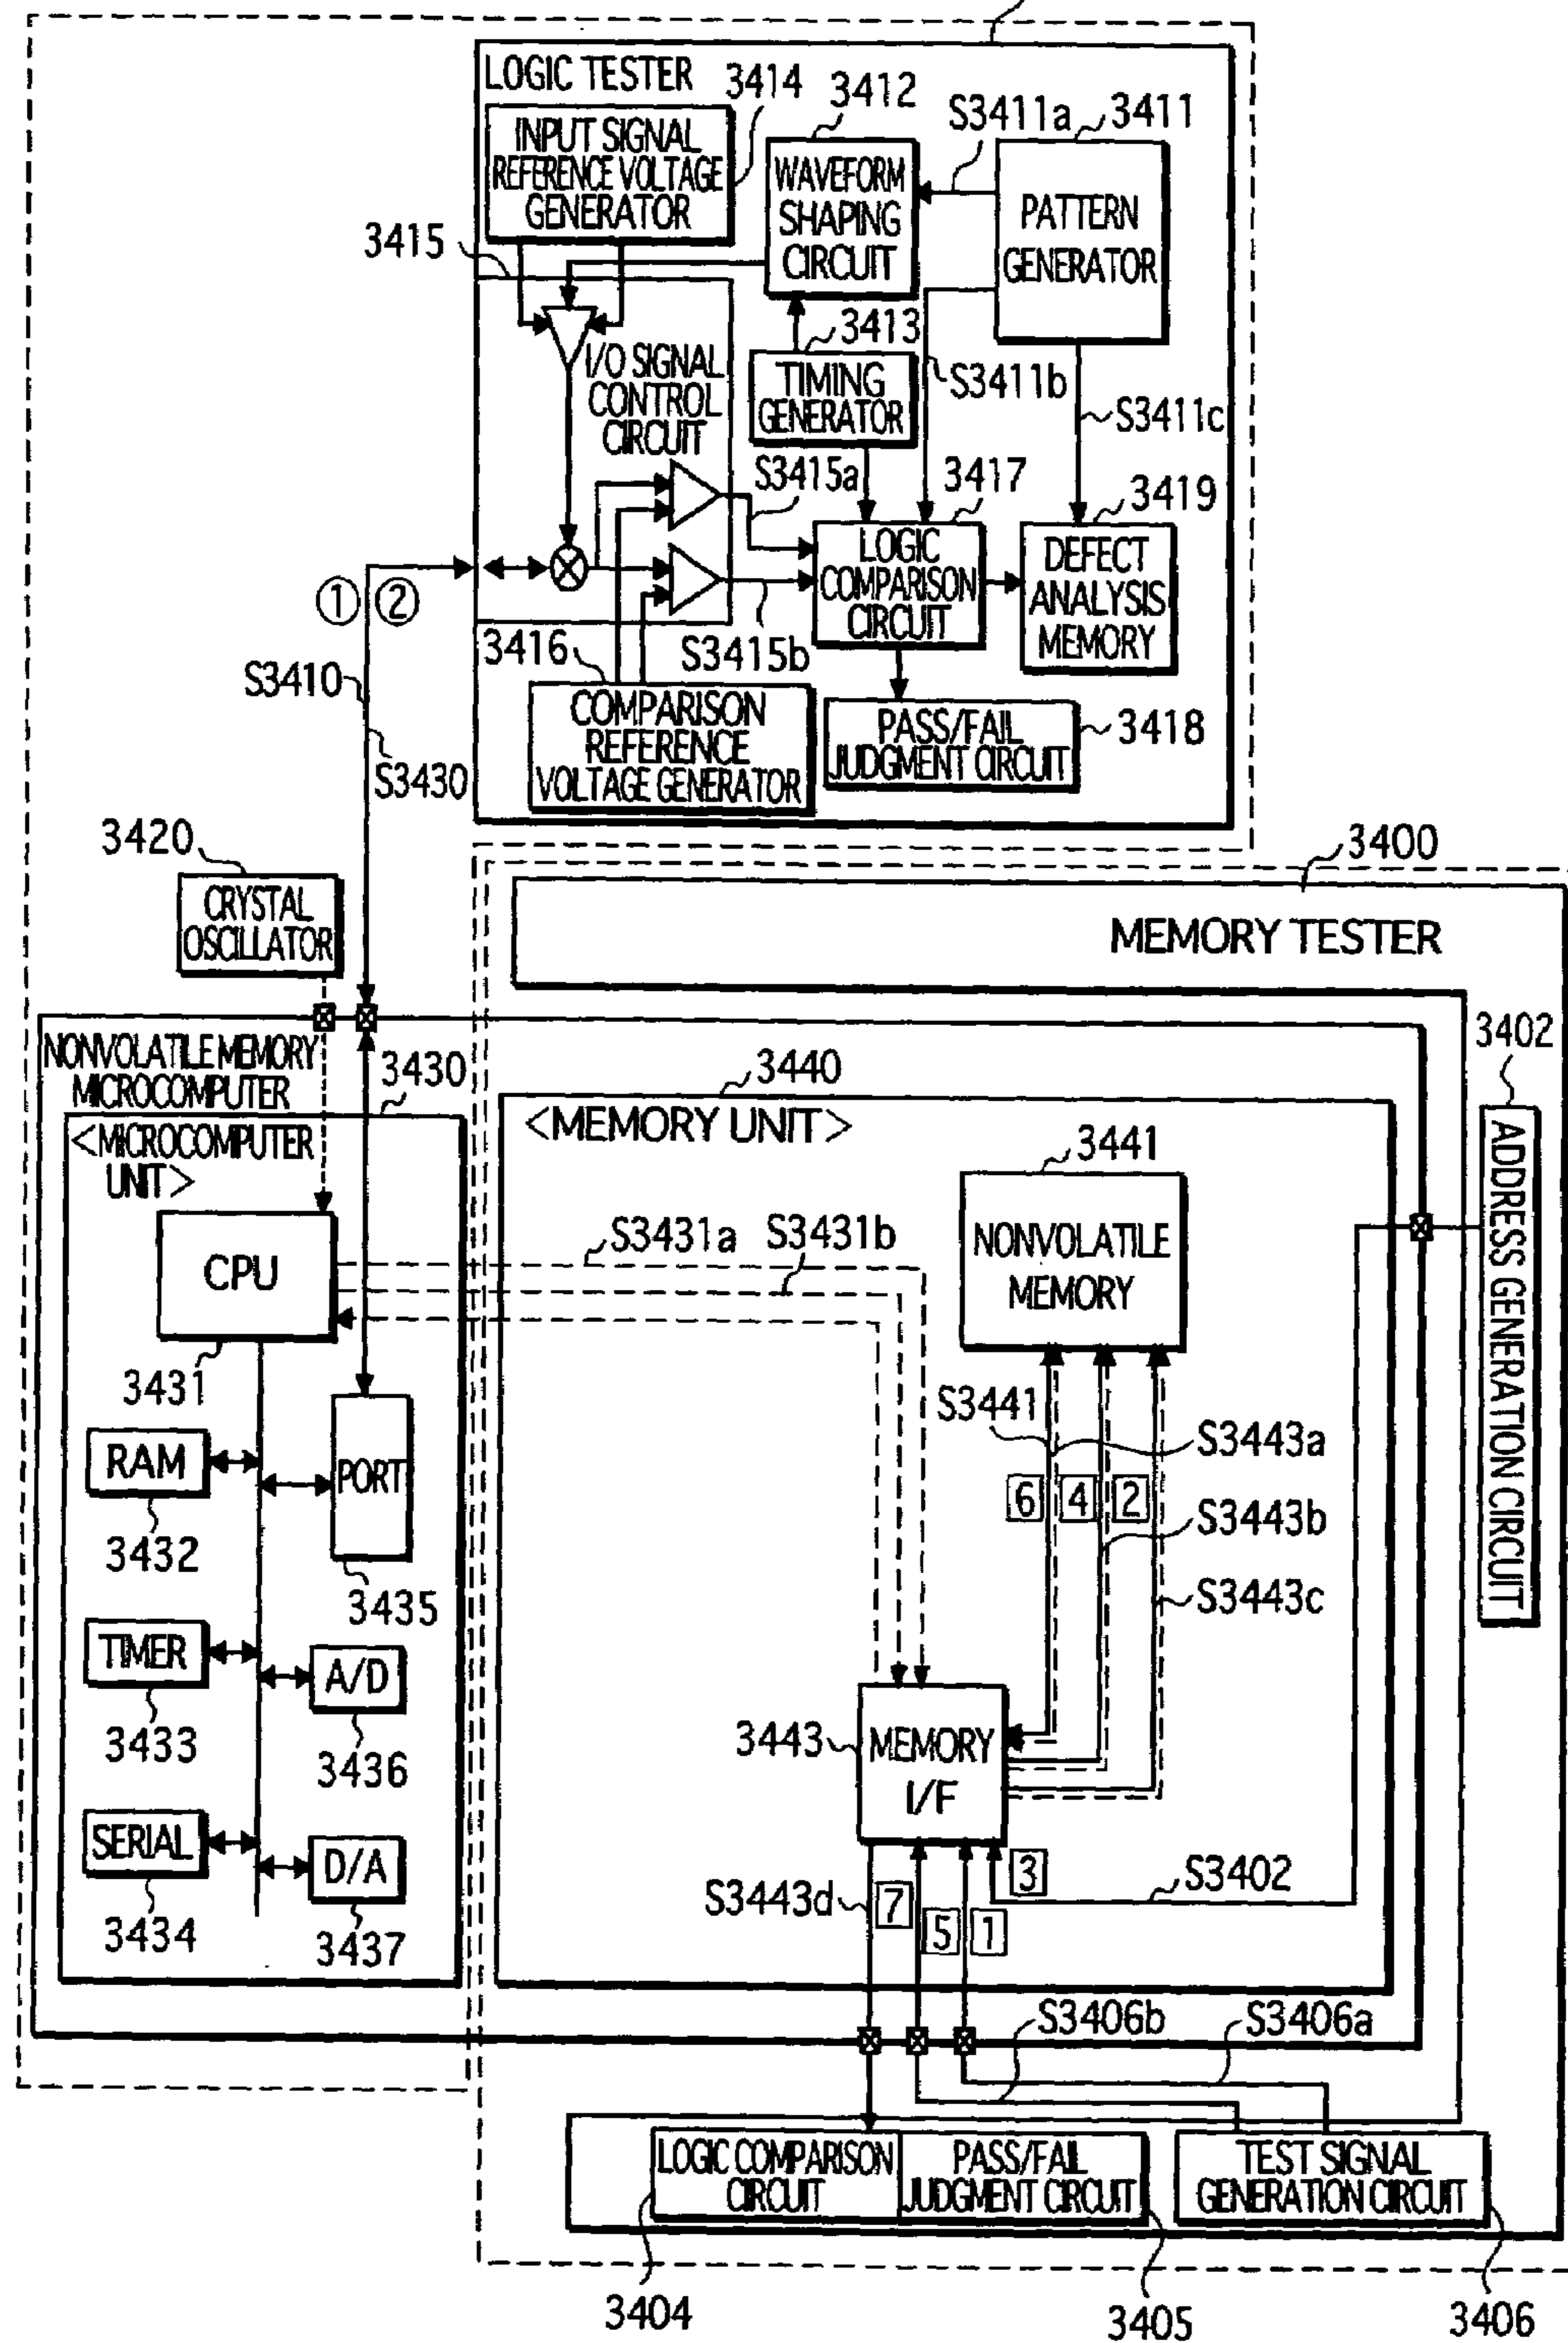 LOGIC TESTER
3414
3412
S3411a
3411
INPUT SIGNAL
REFERENCE VOLTAGE
GENERATOR
WAVEFORM
SHAPING
CIRCUIT
PATTERN
GENERATOR
3415
3413
I/O SIGNAL
CONTROL
CIRCUIT
TIMING
GENERATOR
S3411b
S3411c
S3415a
3417
3419
LOGIC
COMPARISON
CIRCUIT
DEFECT
ANALYSIS
MEMORY
① ②
3416
S3415b
S3410
COMPARISON
REFERENCE
VOLTAGE GENERATOR
PASS/FAIL
JUDGMENT CIRCUIT
3418
S3430
3420
CRYSTAL
OSCILLATOR
3400
MEMORY TESTER
NONVOLATILE MEMORY
MICROCOMPUTER
3430
3440
3402
<MICROCOMPUTER
UNIT>
<MEMORY UNIT>
3441
ADDRESS GENERATION CIRCUIT
CPU
S3431a
S3431b
NONVOLATILE
MEMORY
3431
S3441
S3443a
RAM
PORT
6
4
2
3432
S3443b
3435
S3443c
TIMER
A/D
3433
3436
3443
MEMORY
I/F
SERIAL
D/A
3
S3402
S3443d
7
5
1
3434
3437
S3406b
S3406a
LOGIC COMPARISON
CIRCUIT
PASS/FAIL
JUDGMENT CIRCUIT
TEST SIGNAL
GENERATION CIRCUIT
3404
3405
3406